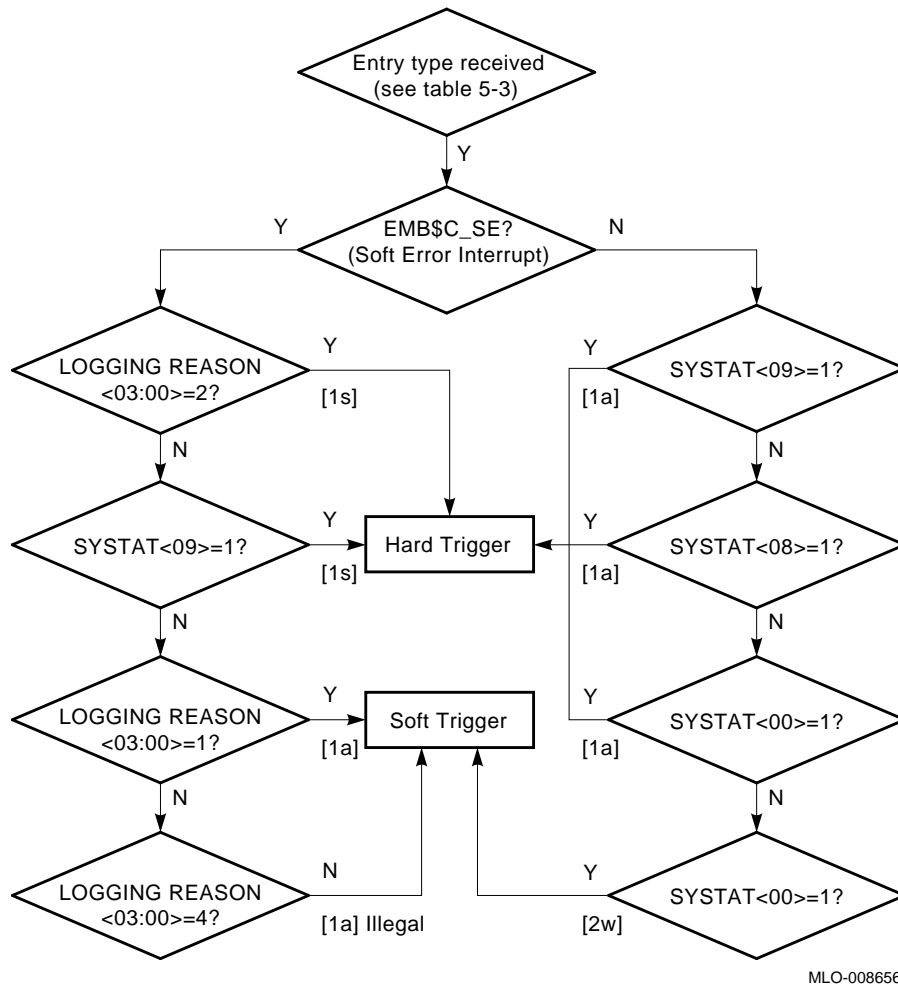 Entry type received
(see table 5-3)
Y
EMB$C_SE?
(Soft Error Interrupt)
Y
N
LOGGING REASON
<03:00>=2?
Y
[1s]
N
Y
[1a]
SYSTAT<09>=1?
N
SYSTAT<09>=1?
Y
[1s]
N
Hard Trigger
Y
[1a]
SYSTAT<08>=1?
N
LOGGING REASON
<03:00>=1?
Y
[1a]
N
Soft Trigger
Y
[1a]
SYSTAT<00>=1?
N
LOGGING REASON
<03:00>=4?
N
[1a] Illegal
Y
[2w]
SYSTAT<00>=1?
MLO-008656